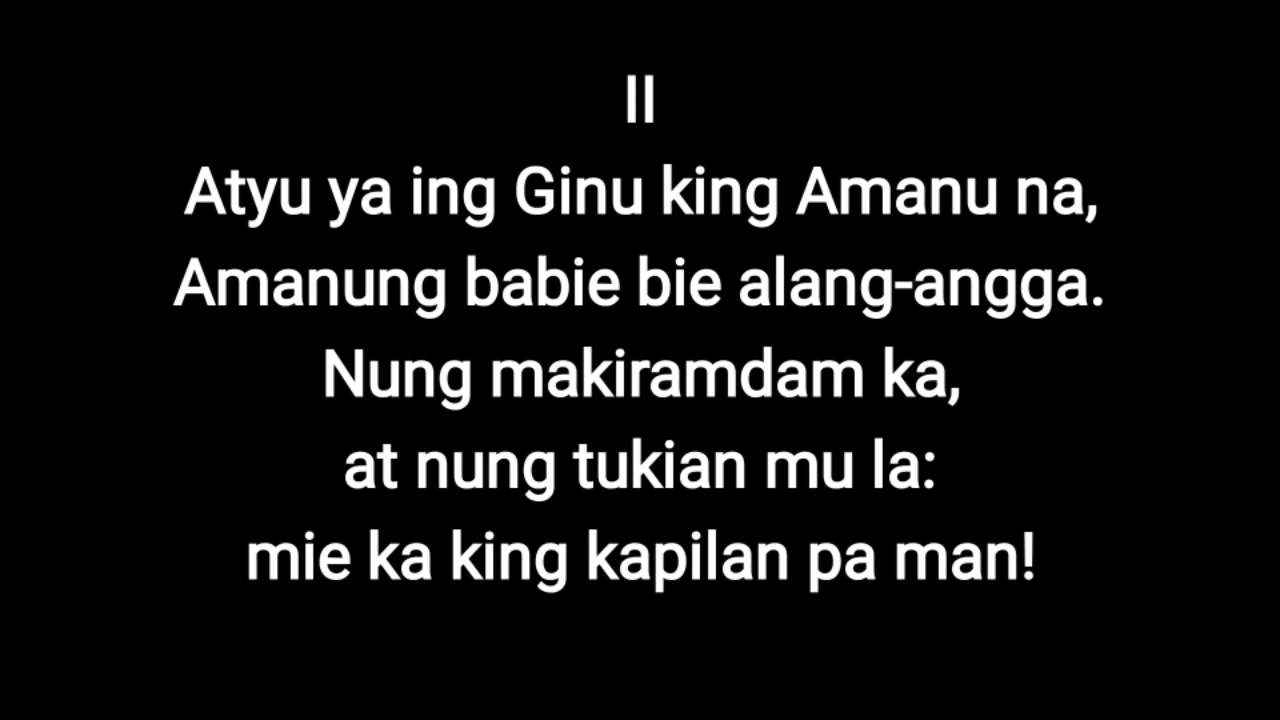 II
Atyu ya ing Ginu king Amanu na,
Amanung babie bie alang-angga.
Nung makiramdam ka,
at nung tukian mu la:
mie ka king kapilan pa man!